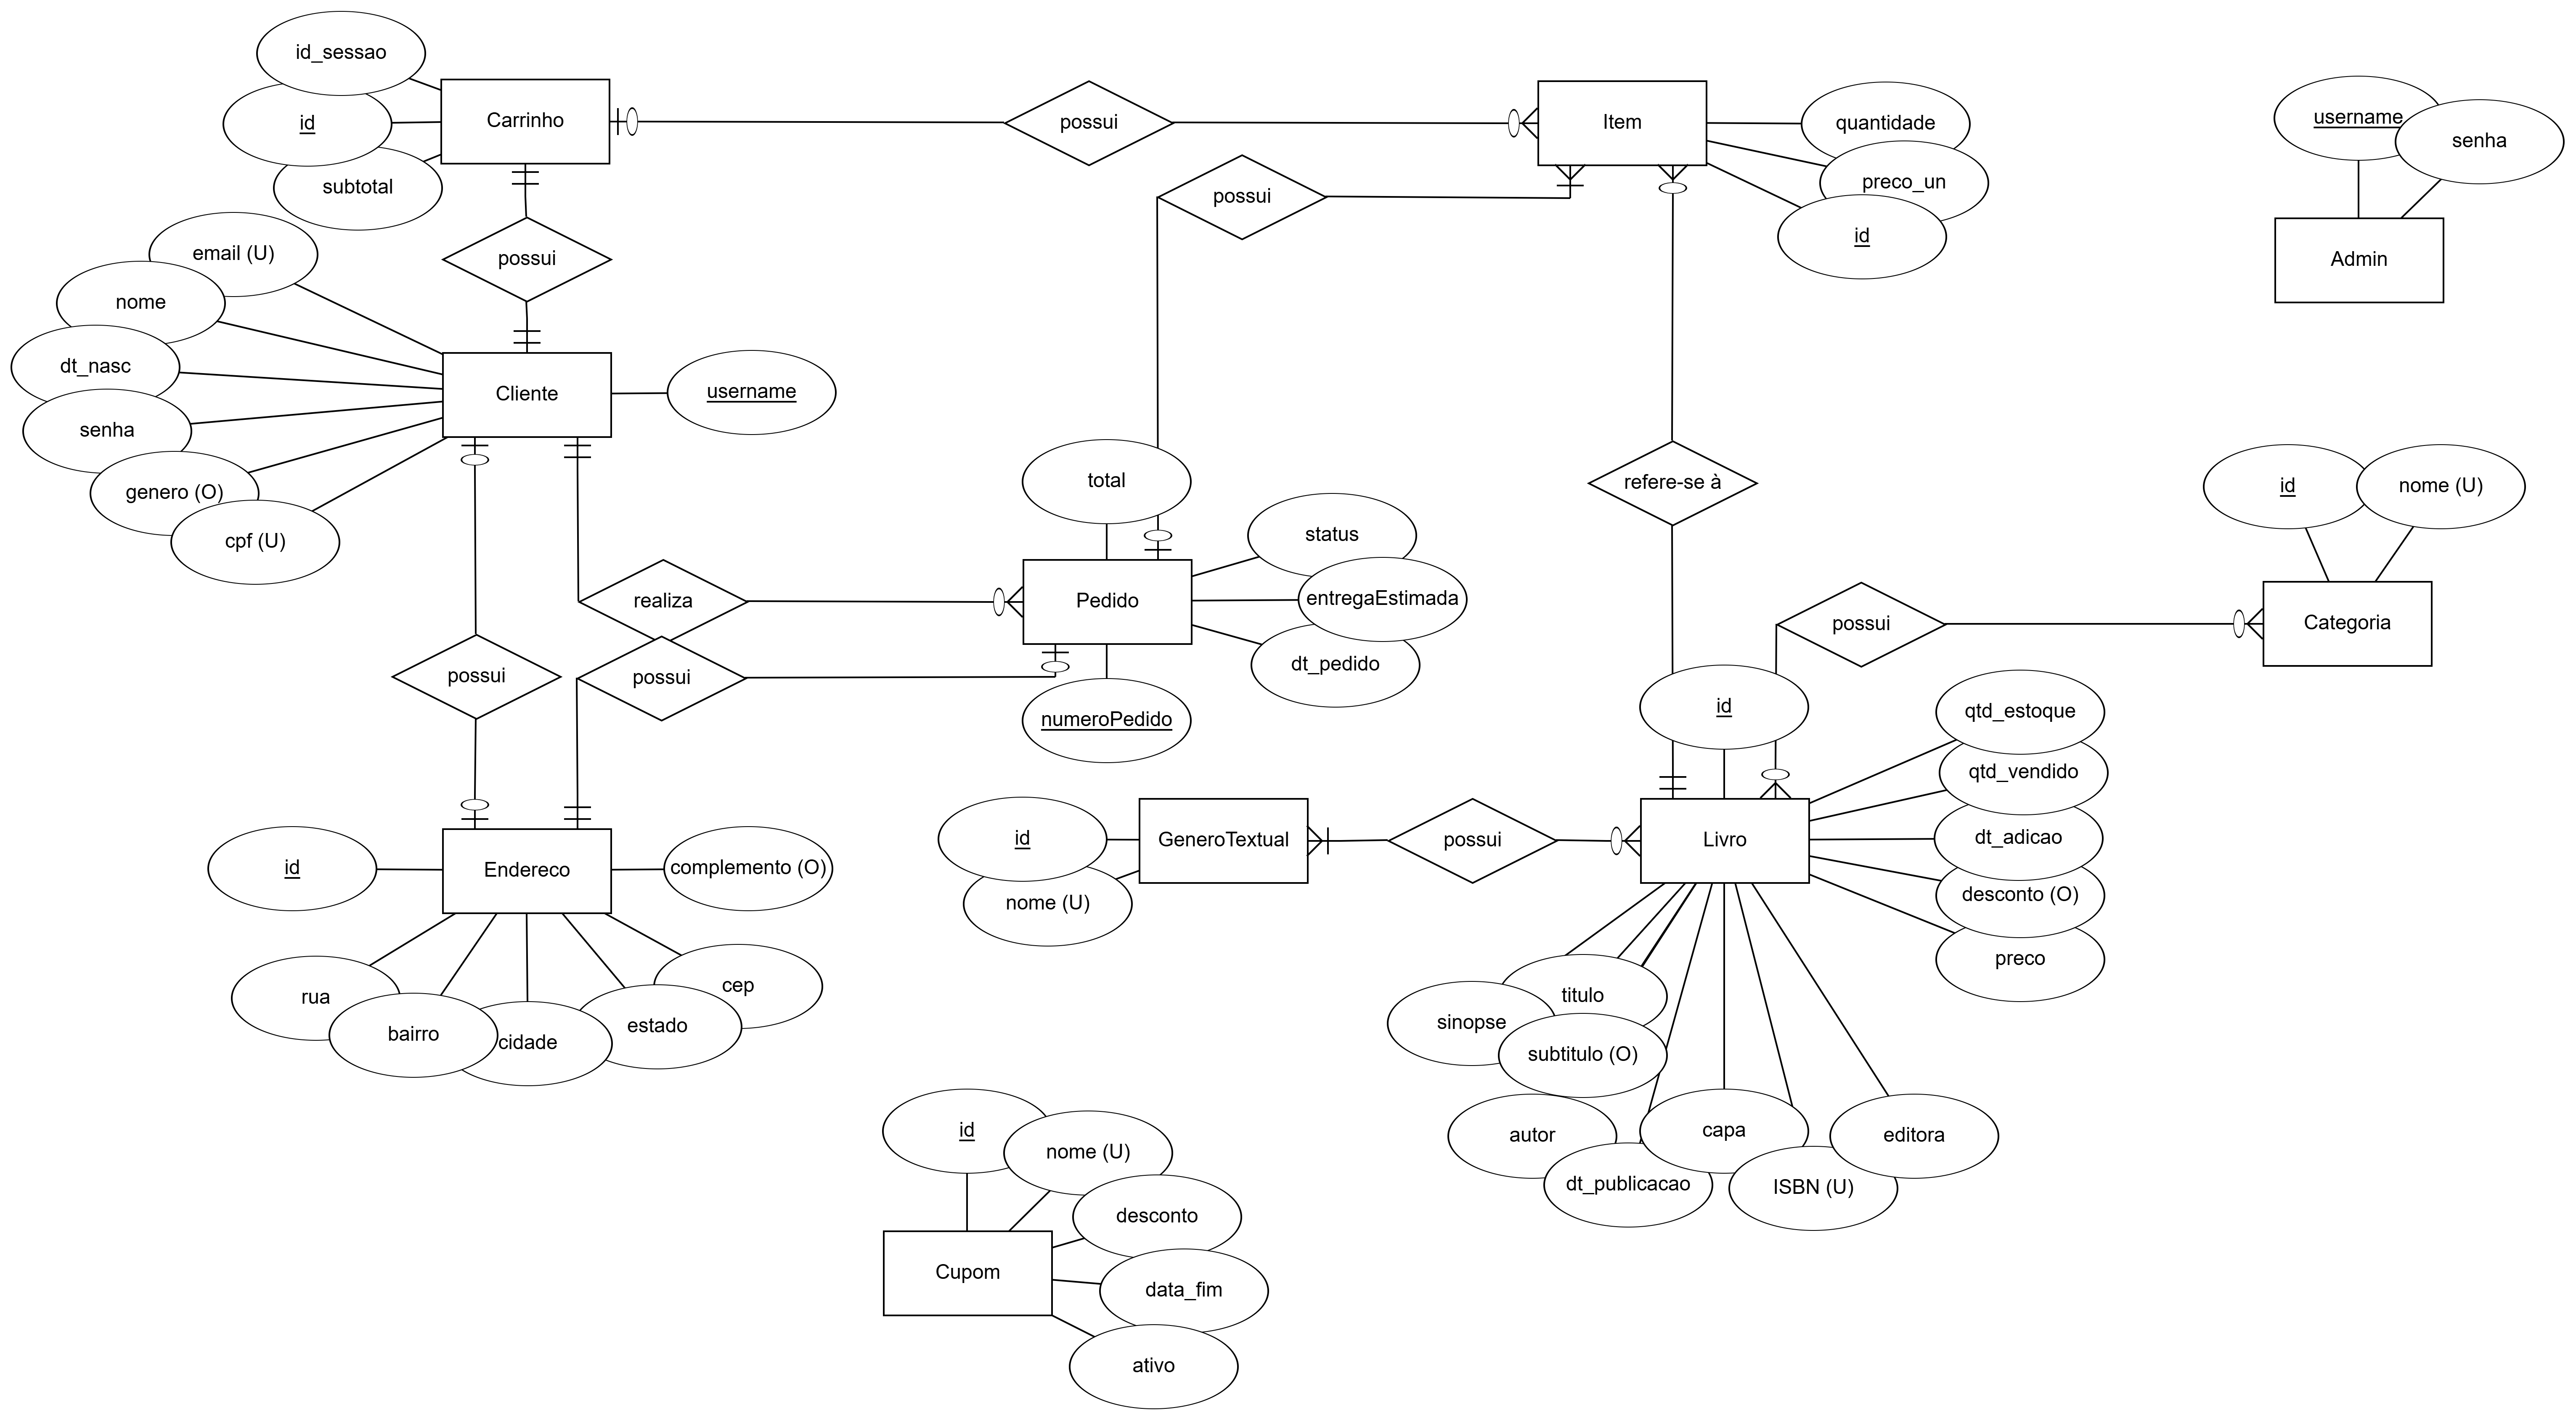 id_sessao
id
subtotal
Carrinho
possui
Item
quantidade
preco_un
id
username
senha
Admin
possui
possui
email (U)
nome
dt_nasc
senha
genero (O)
cpf (U)
Cliente
username
total
status
entregaEstimada
dt_pedido
numeroPedido
Pedido
realiza
possui
possui
refere-se à
id
nome (U)
Categoria
possui
id
qtd_estoque
qtd_vendido
dt_adicao
desconto (O)
preco
Livro
possui
GeneroTextual
id
nome (U)
id
Endereco
complemento (O)
rua
bairro
cidade
estado
cep
titulo
sinopse
subtitulo (O)
autor
dt_publicacao
capa
ISBN (U)
editora
id
nome (U)
desconto
data_fim
ativo
Cupom